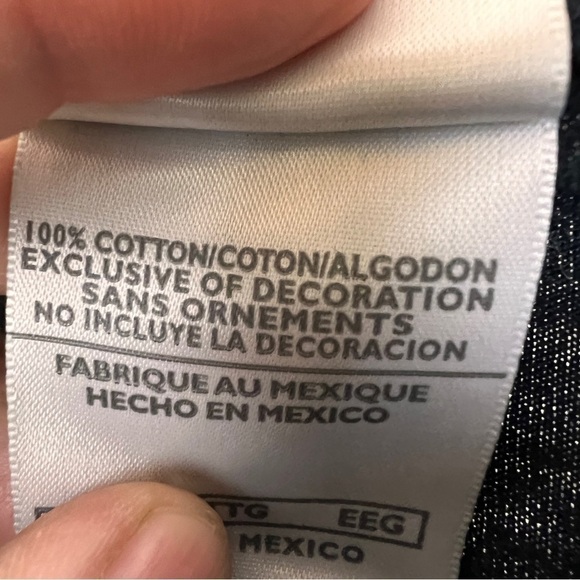 100% COTTON/COTON/ALGODON
EXCLUSIVE OF DECORATION
SANS ORNEMENTS
NO INCLUYE LA DECORACION
FABRIQUE AU MEXIQUE
HECHO EN MEXICO
TG EEG
MEXICO